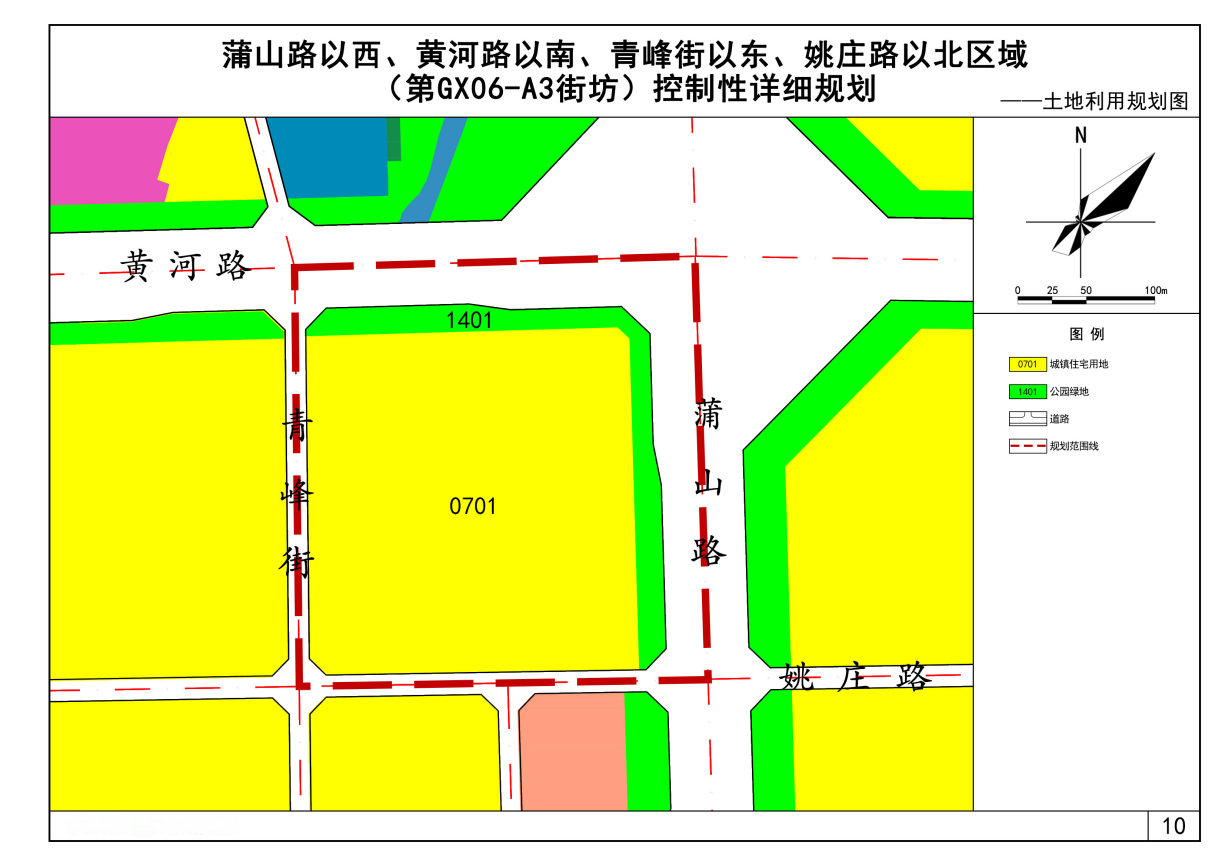 蒲山路以西、黄河路以南、青峰街以东、姚庄路以北区域
（第GX06-A3街坊）控制性详细规划
——土地利用规划图
N
0 25 50 100m
黄河路
1401
青峰街
蒲山路
0701
姚庄路
图例
0701 城镇住宅用地
1401 公园绿地
道路
规划范围线
10